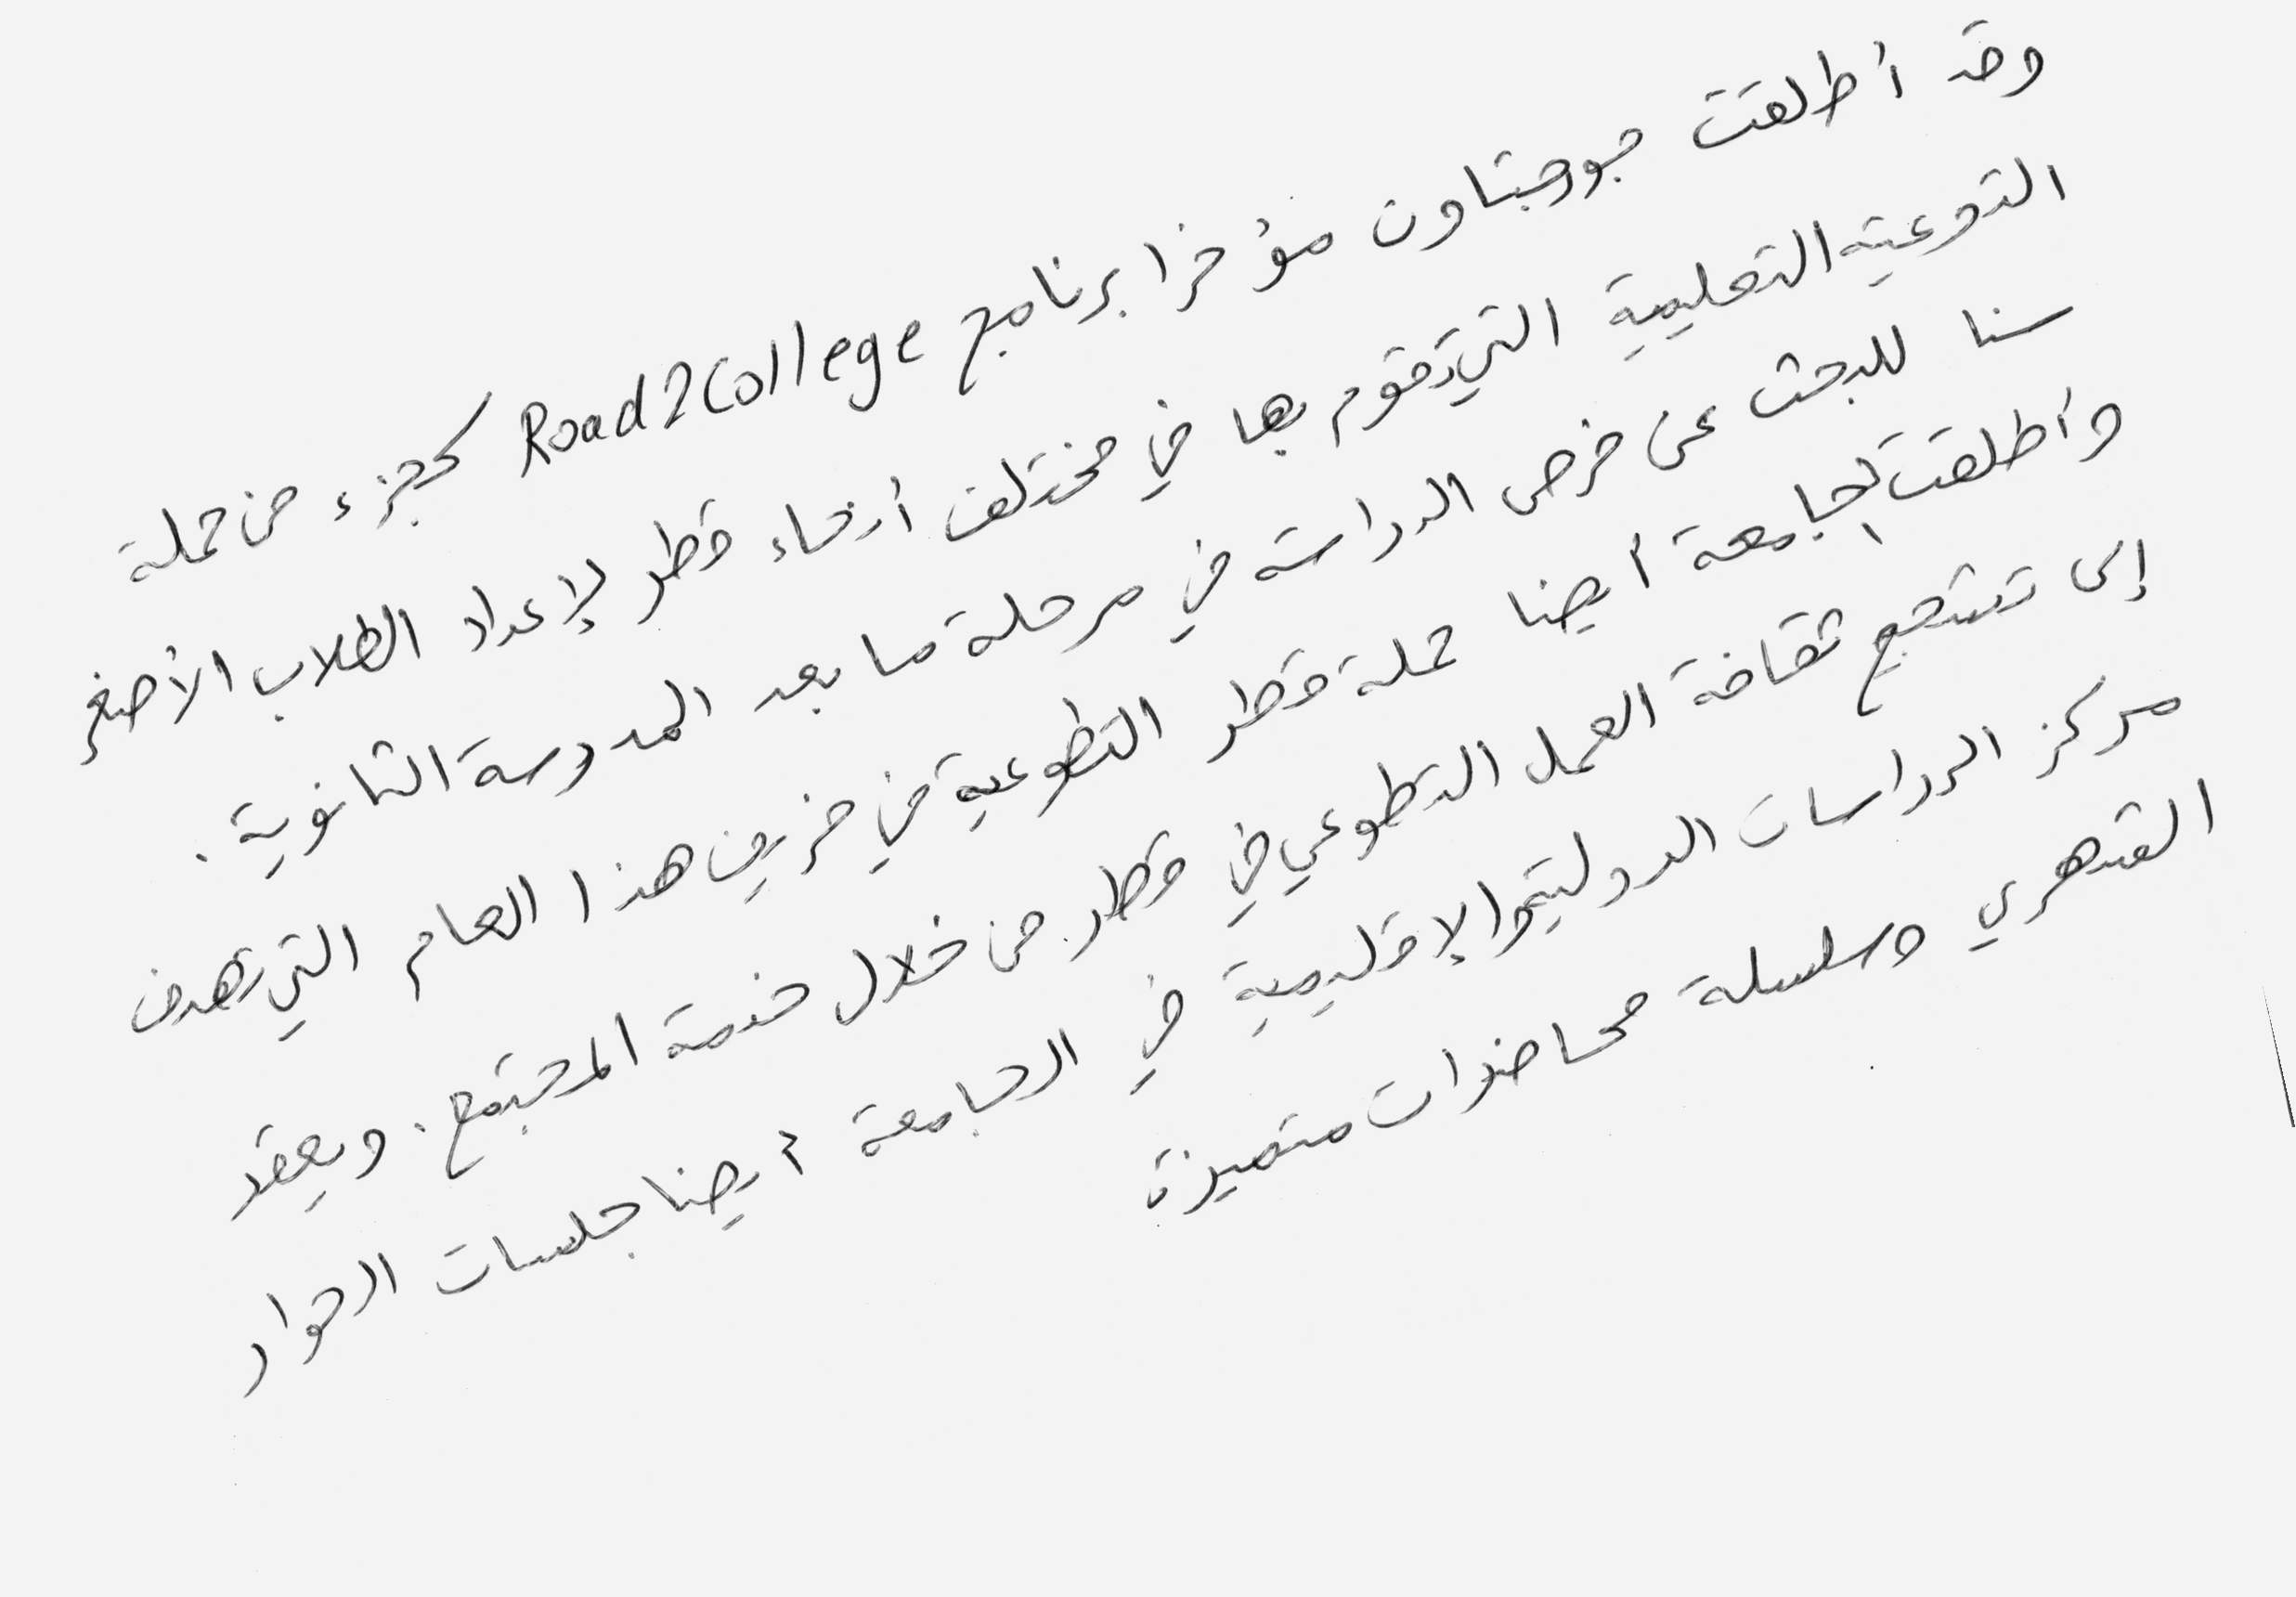 وقد أطلقت جورجتاون مؤخرا برنامج Road2College كجزء من حملة
التوعية التعليمية التي تقوم بها في مختلف أرنحاء قطر لإعداد الطلاب الأصغر
سنا للبحث عن فرص الدراسة في مرحلة ما بعد المدرسة الثانوية.
وأطلقت الجامعة أيضا حملة قطر التطوعية في خريف هذا العام التي تهدف
إلى تشجيع ثقافة العمل التطوعي في قطر من خلال خدمة المجتمع. ويعقد
مركز الدراسات الدولية والإقليمية في الجامعة أيضا جلسات الحوار
الشهري وسلسلة محاضرات متميزة